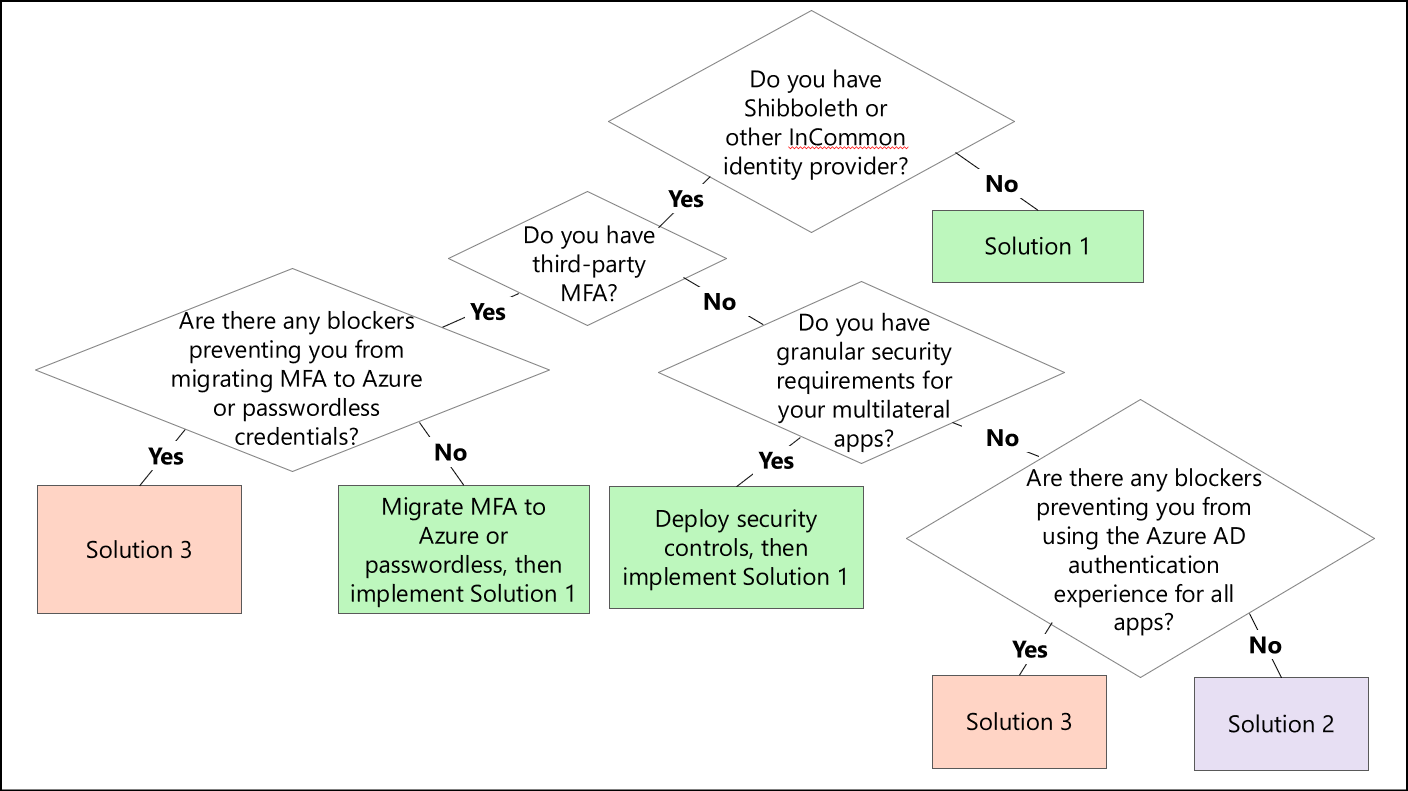 Do you have
Shibboleth or
other InCommon
identity provider?
Yes
No
Solution 1
Do you have
third-party
MFA?
Yes
No
Are there any blockers
preventing you from
migrating MFA to Azure
or passwordless
credentials?
Yes
No
Do you have
granular security
requirements for
your multilateral
apps?
Yes
No
Solution 3
Migrate MFA to
Azure or
passwordless, then
implement Solution 1
Deploy security
controls, then
implement Solution 1
Are there any blockers
preventing you from
using the Azure AD
authentication
experience for all
apps?
Yes
No
Solution 3
Solution 2